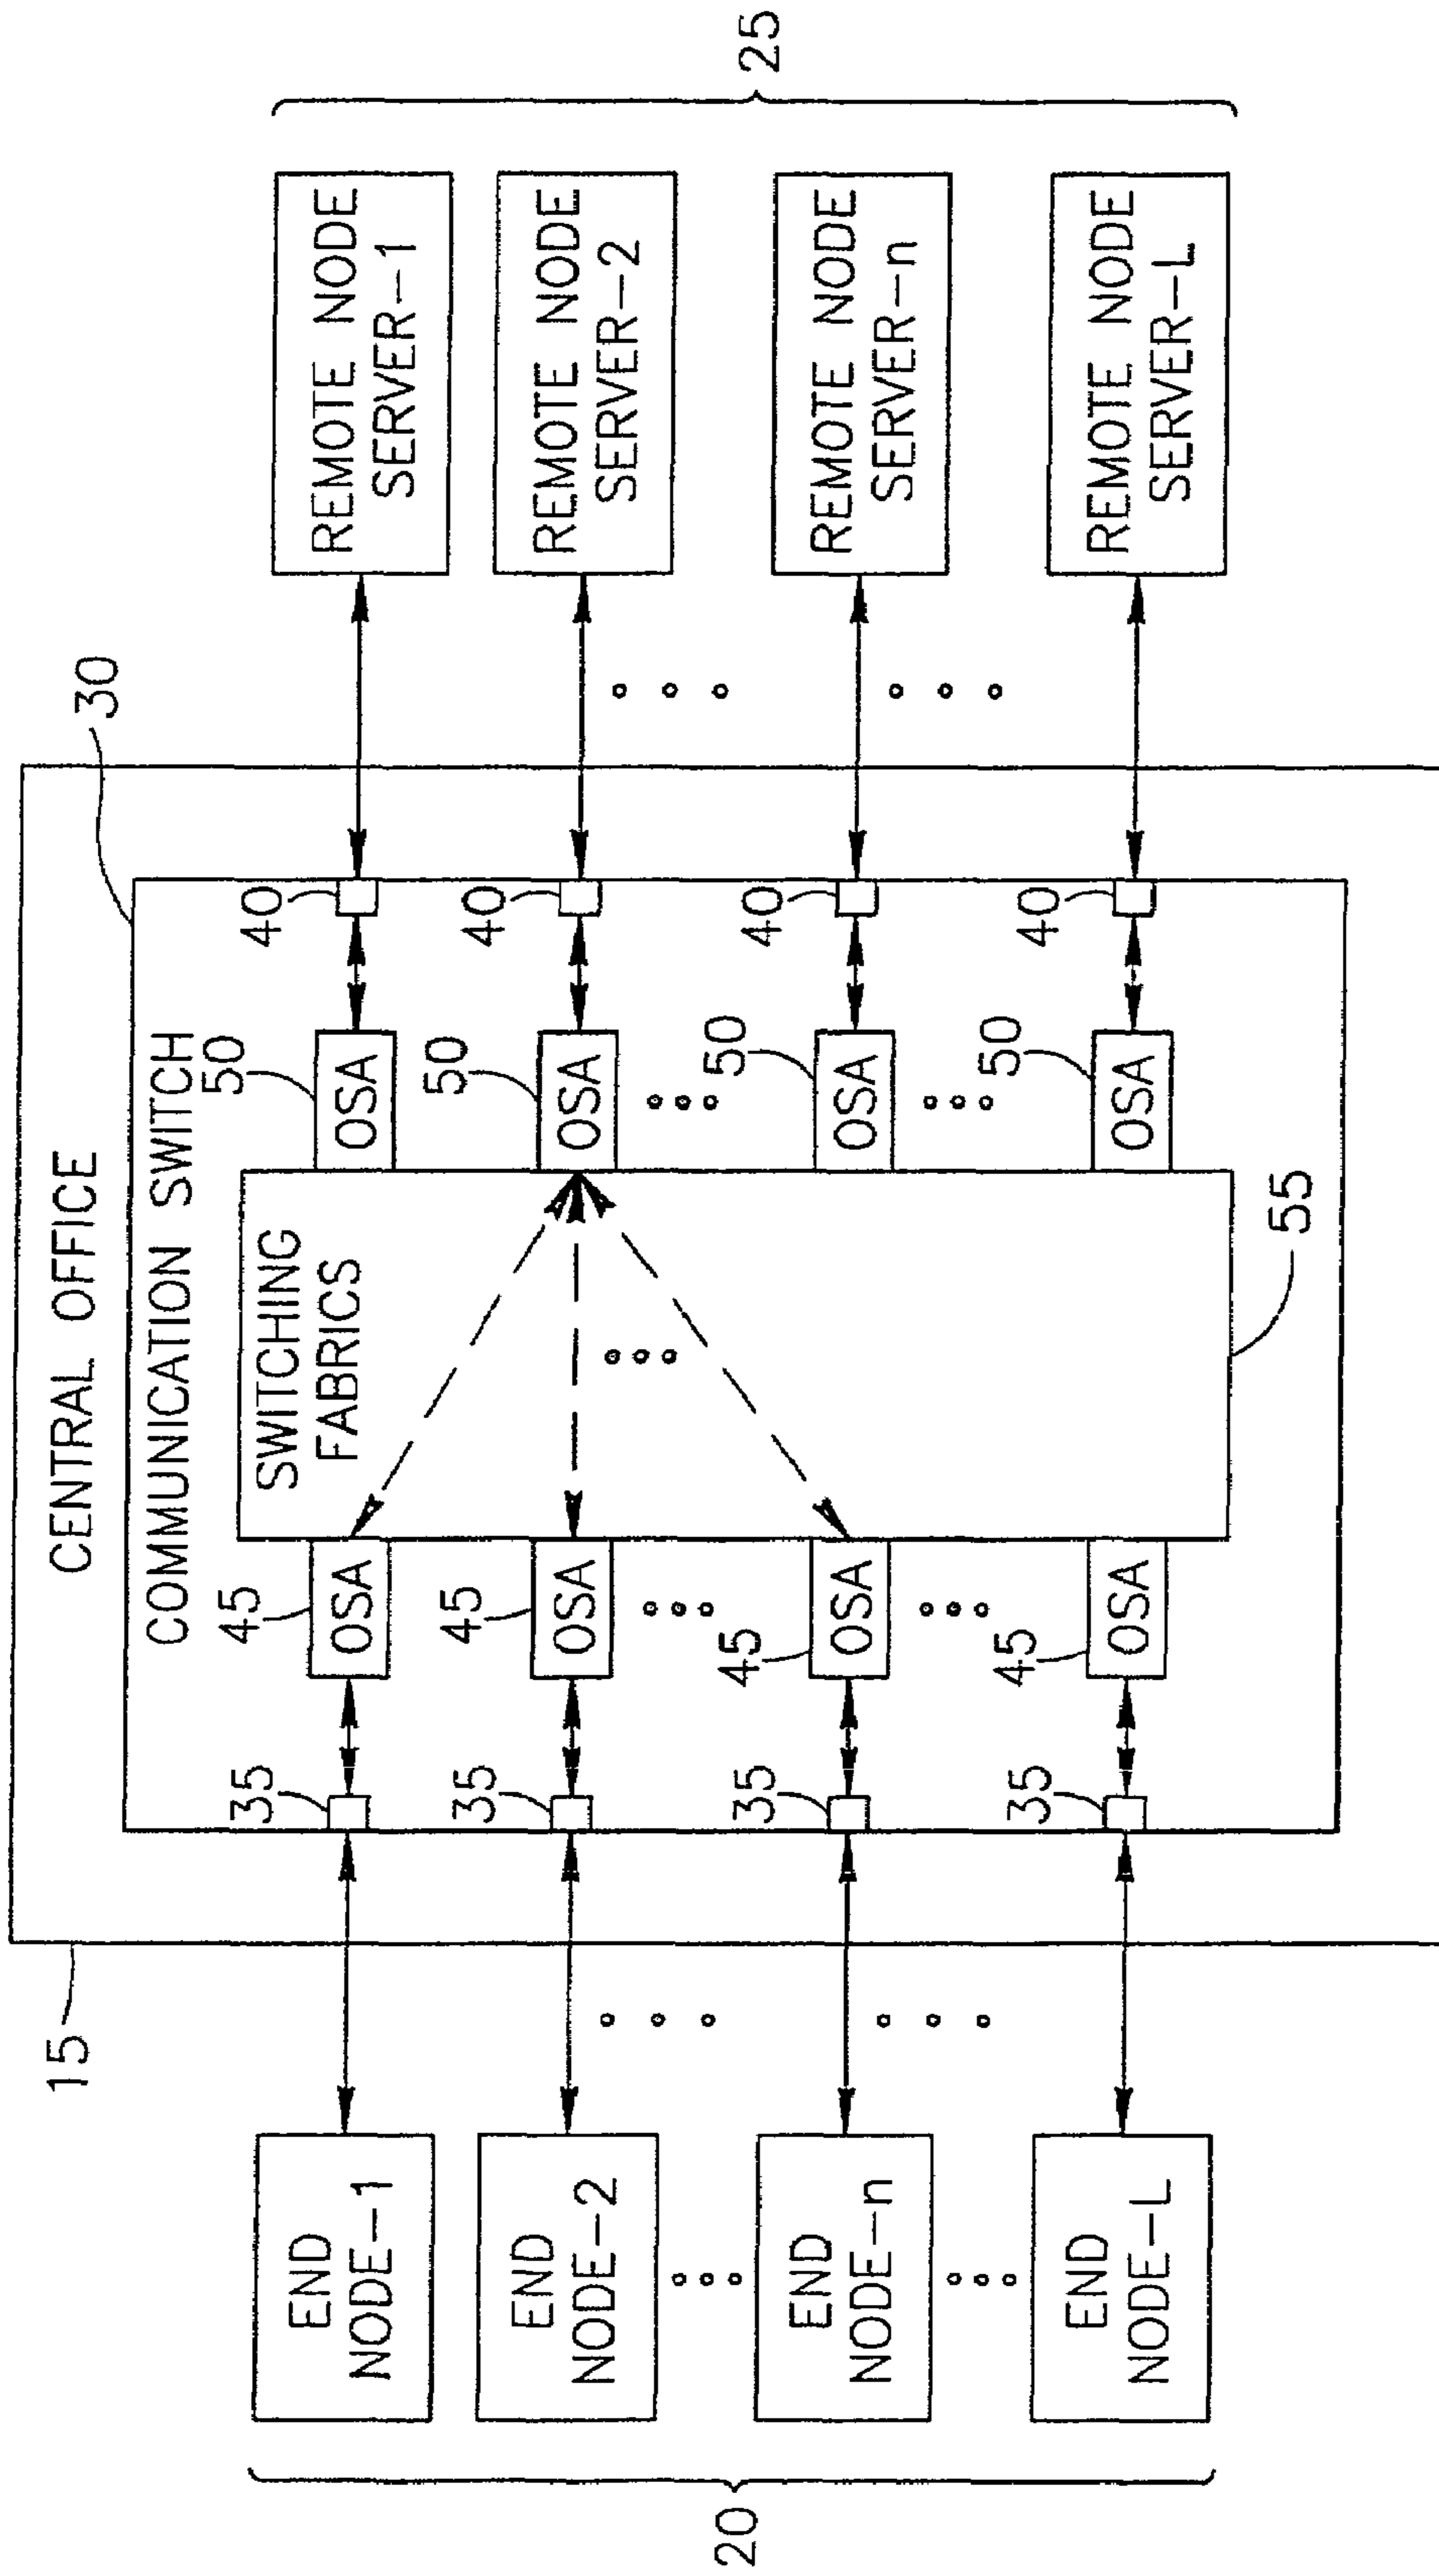 CENTRAL OFFICE
15
30
COMMUNICATION SWITCH
END
NODE-1
35
45
OSA
SWITCHING
FABRICS
OSA
50
40
REMOTE NODE
SERVER-1
END
NODE-2
35
45
OSA
OSA
50
40
REMOTE NODE
SERVER-2
END
NODE-n
35
45
OSA
OSA
50
40
REMOTE NODE
SERVER-n
END
NODE-L
35
45
OSA
OSA
50
40
REMOTE NODE
SERVER-L
20
55
25